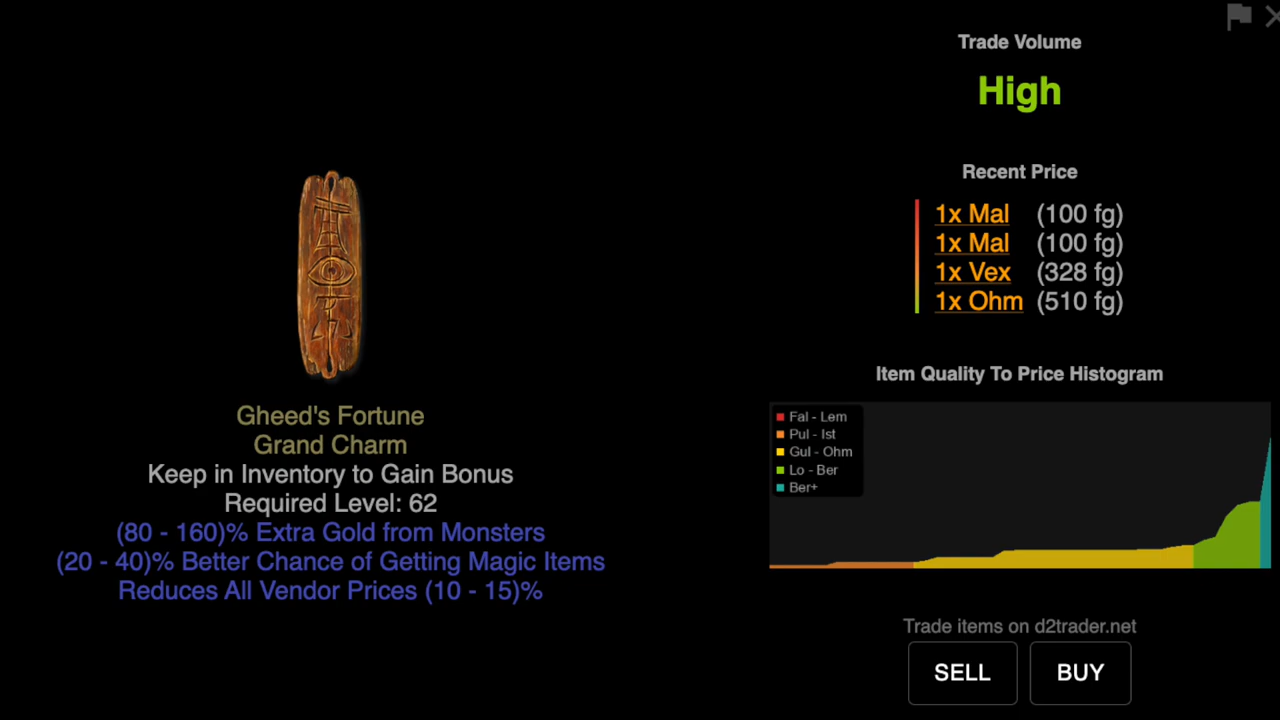 Trade Volume
High
Recent Price
1x Mal (100 fg)
1x Mal (100 fg)
1x Vex (328 fg)
1x Ohm (510 fg)
Item Quality To Price Histogram
Fal - Lem
Pul - Ist
Gul - Ohm
Lo - Ber
Ber+
Gheed's Fortune
Grand Charm
Keep in Inventory to Gain Bonus
Required Level: 62
(80 - 160)% Extra Gold from Monsters
(20 - 40)% Better Chance of Getting Magic Items
Reduces All Vendor Prices (10 - 15)%
Trade items on d2trader.net
SELL BUY